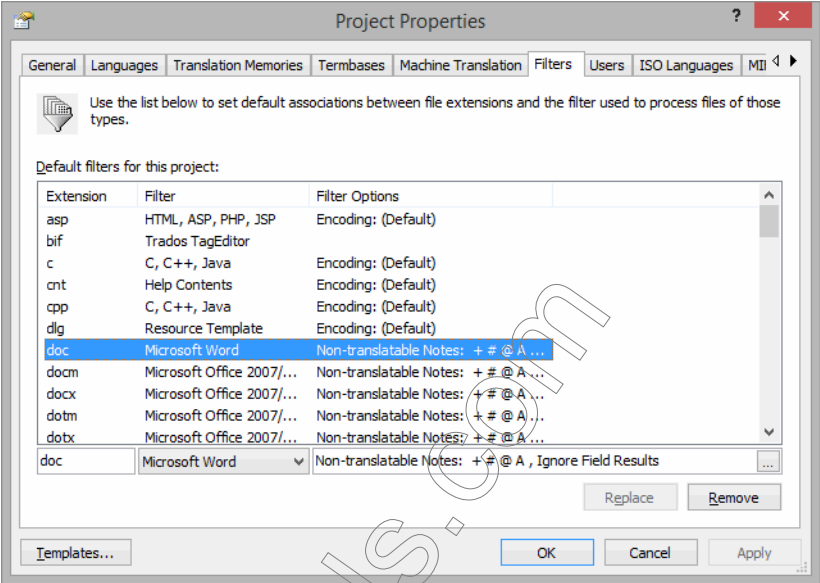 Project Properties
?
General Languages Translation Memories Termbases Machine Translation Filters Users ISO Languages
Use the list below to set default associations between file extensions and the filter used to process files of those
types.
Default filters for this project:
Extension Filter Filter Options
asp HTML, ASP, PHP, JSP Encoding: (Default)
bif Trados TagEditor
c C, C++, Java Encoding: (Default)
cnt Help Contents Encoding: (Default)
cpp C, C++, Java Encoding: (Default)
dlg Resource Template Encoding: (Default)
doc Microsoft Word Non-translatable Notes: + # @ A ...
docm Microsoft Office 2007/... Non-translatable Notes: + # @ A ...
docx Microsoft Office 2007/... Non-translatable Notes: + # @ A ...
dotm Microsoft Office 2007/... Non-translatable Notes: + # @ A ...
dotx Microsoft Office 2007/... Non-translatable Notes: + # @ A ...
doc Microsoft Word Non-translatable Notes: + # @ A , Ignore Field Results ...
Replace Remove
Templates... OK Cancel Apply
s.com